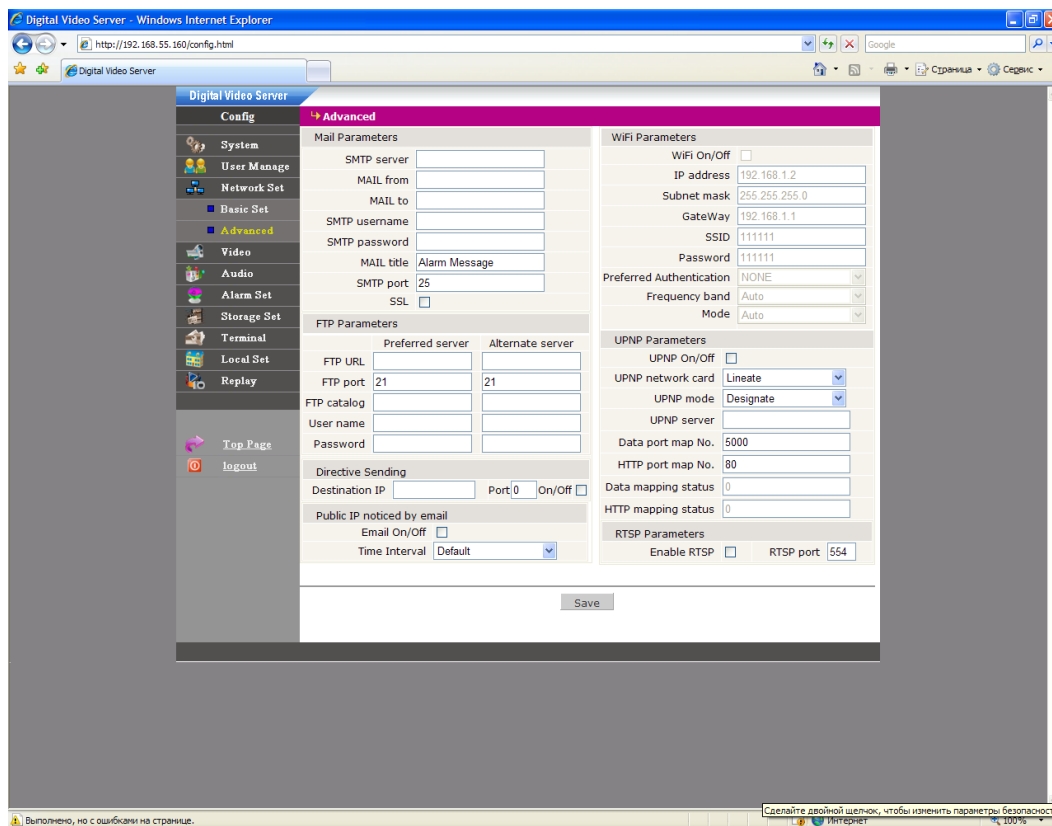 Digital Video Server - Windows Internet Explorer
http://192.168.55.160/config.html
Google
Digital Video Server
Страница
Сервис
Digital Video Server
Config
System
User Manage
Network Set
Basic Set
Advanced
Video
Audio
Alarm Set
Storage Set
Terminal
Local Set
Replay
Top Page
logout
Advanced
Mail Parameters
SMTP server
MAIL from
MAIL to
SMTP username
SMTP password
MAIL title Alarm Message
SMTP port 25
SSL
FTP Parameters
Preferred server Alternate server
FTP URL
FTP port 21 21
FTP catalog
User name
Password
Directive Sending
Destination IP Port 0 On/Off
Public IP noticed by email
Email On/Off
Time Interval Default
WiFi Parameters
WiFi On/Off
IP address 192.168.1.2
Subnet mask 255.255.255.0
GateWay 192.168.1.1
SSID 111111
Password 111111
Preferred Authentication NONE
Frequency band Auto
Mode Auto
UPNP Parameters
UPNP On/Off
UPNP network card Lineate
UPNP mode Designate
UPNP server
Data port map No. 5000
HTTP port map No. 80
Data mapping status 0
HTTP mapping status 0
RTSP Parameters
Enable RTSP RTSP port 554
Save
Сделайте двойной щелчок, чтобы изменить параметры безопасност
Выполнено, но с ошибками на странице.
Интернет
100%